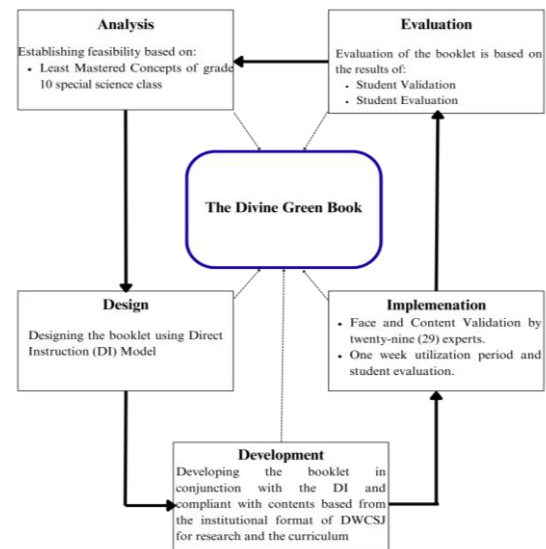 Analysis
Establishing feasibility based on:
• Least Mastered Concepts of grade
10 special science class
Evaluation
Evaluation of the booklet is based on
the results of:
• Student Validation
• Student Evaluation
The Divine Green Book
Design
Designing the booklet using Direct
Instruction (DI) Model
Implemenation
• Face and Content Validation by
twenty-nine (29) experts.
• One week utilization period and
student evaluation.
Development
Developing the booklet in
conjunction with the DI and
compliant with contents based from
the institutional format of DWCSJ
for research and the curriculum